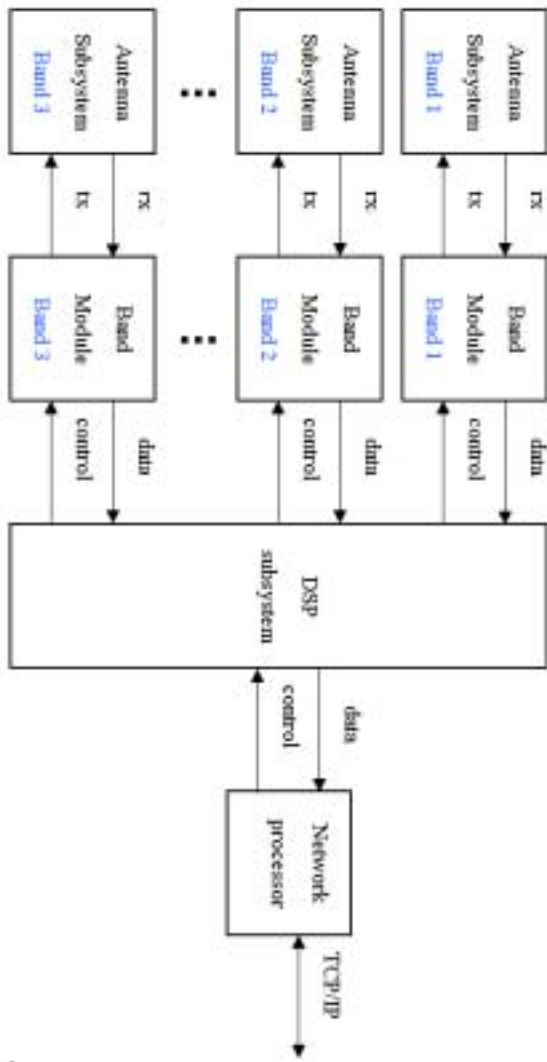 Antenna
Subsystem
Band 1
rx
tx
Band
Module
Band 1
data
control
Antenna
Subsystem
Band 2
rx
tx
Band
Module
Band 2
data
control
Antenna
Subsystem
Band 3
rx
tx
Band
Module
Band 3
data
control
DSP
subsystem
data
control
Network
processor
TCP/IP